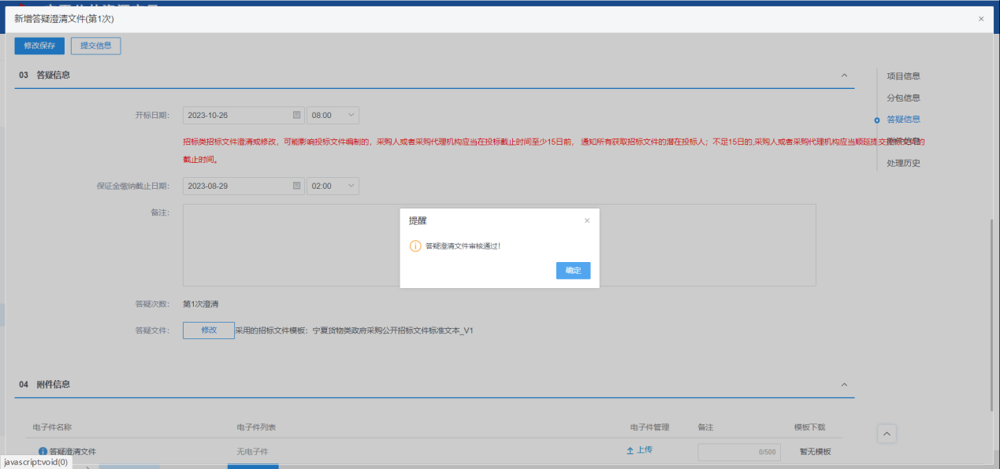 新增答疑澄清文件(第1次)
×
修改保存
提交信息
03 答疑信息
项目信息
分包信息
答疑信息
处理历史
开标日期：
2023-10-26
08:00
招标类招标文件澄清或修改，可能影响投标文件编制的，采购人或者采购代理机构应当在投标截止时间至少15日前， 通知所有获取招标文件的潜在投标人；不足15日的,采购人或者采购代理机构应当顺延提交投标文件的
截止时间。
保证金缴纳截止日期：
2023-08-29
02:00
备注：
提醒
×
答疑澄清文件审核通过!
确定
答疑次数：
第1次澄清
答疑文件：
修改
采用的招标文件模板：宁夏货物类政府采购公开招标文件标准文本_V1
04 附件信息
电子件名称
电子件列表
电子件管理
备注
模板下载
答疑澄清文件
无电子件
上传
0/500
暂无模板
javascript:void(0)